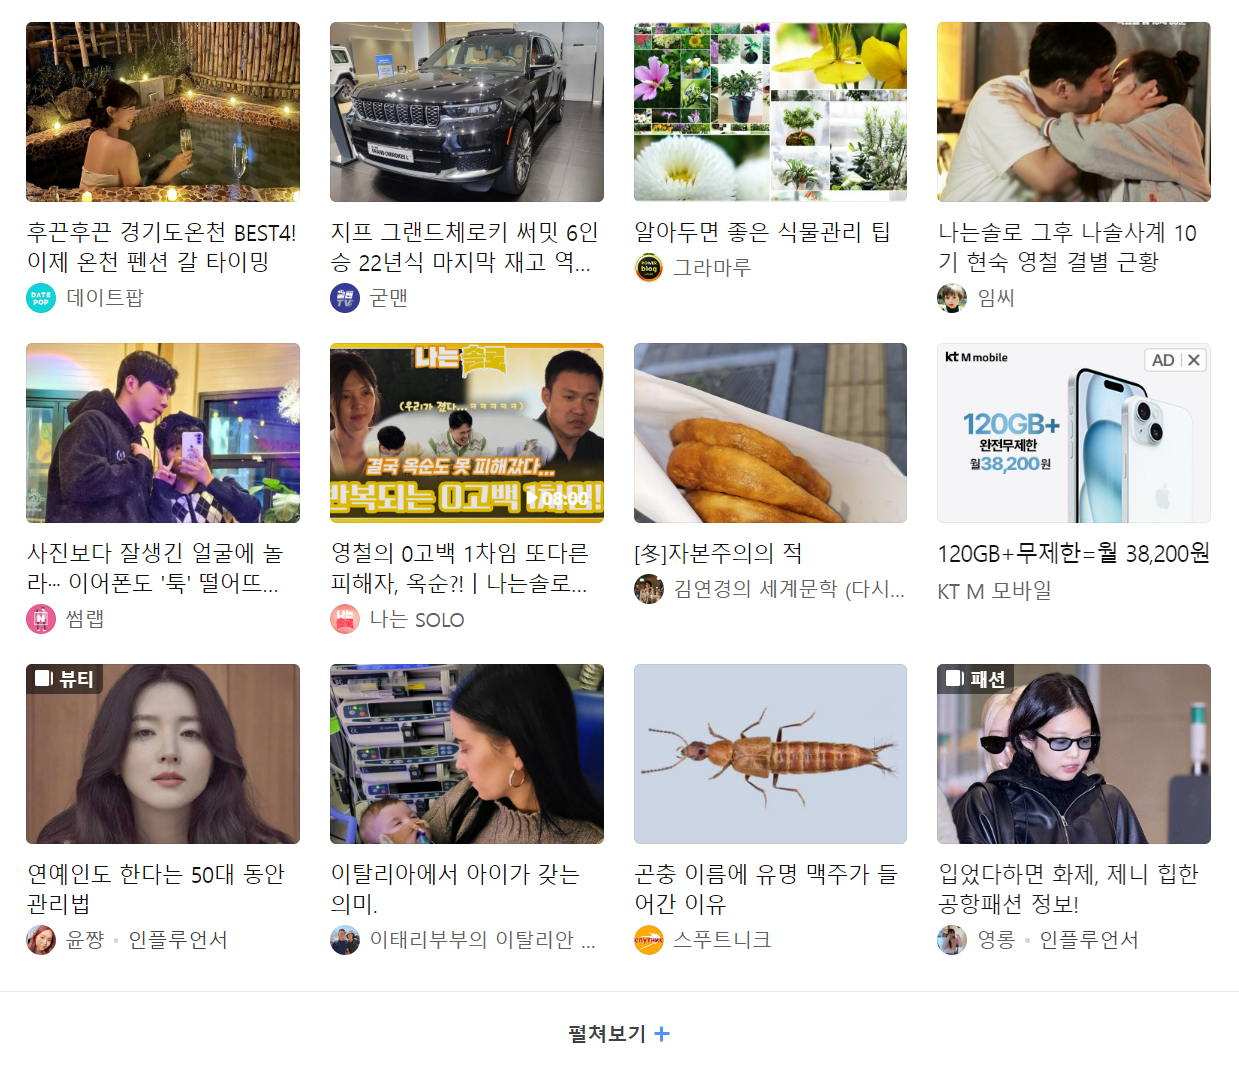 후끈후끈 경기도온천 BEST4!
이제 온천 펜션 갈 타이밍
DATE
POP
데이트팝
GRAND CHEROKEE L
지프 그랜드체로키 써밋 6인
승 22년식 마지막 재고 역...
굳맨
알아두면 좋은 식물관리 팁
POWER
blog
그라마루
나는솔로 그후 나솔사계 10
기 현숙 영철 결별 근황
임씨
사진보다 잘생긴 얼굴에 놀
라… 이어폰도 '툭' 떨어뜨...
썸랩
나는 솔로
(우리가 졌다...ㅋㅋㅋㅋㅋ)
결국 옥순도 못 피해갔다...
반복되는 0고백 1차임!
08:00
영철의 0고백 1차임 또다른
피해자, 옥순?! | 나는솔로...
나는
솔로
나는 SOLO
[冬]자본주의의 적
김연경의 세계문학 (다시...
kt M mobile
AD
120GB+
완전무제한
월38,200원
120GB+무제한=월 38,200원
KT M 모바일
뷰티
연예인도 한다는 50대 동안
관리법
윤쨩 • 인플루언서
이탈리아에서 아이가 갖는
의미.
이태리부부의 이탈리안 ...
곤충 이름에 유명 맥주가 들
어간 이유
스푸트니크
패션
입었다하면 화제, 제니 힙한
공항패션 정보!
영롱 • 인플루언서
펼쳐보기 +